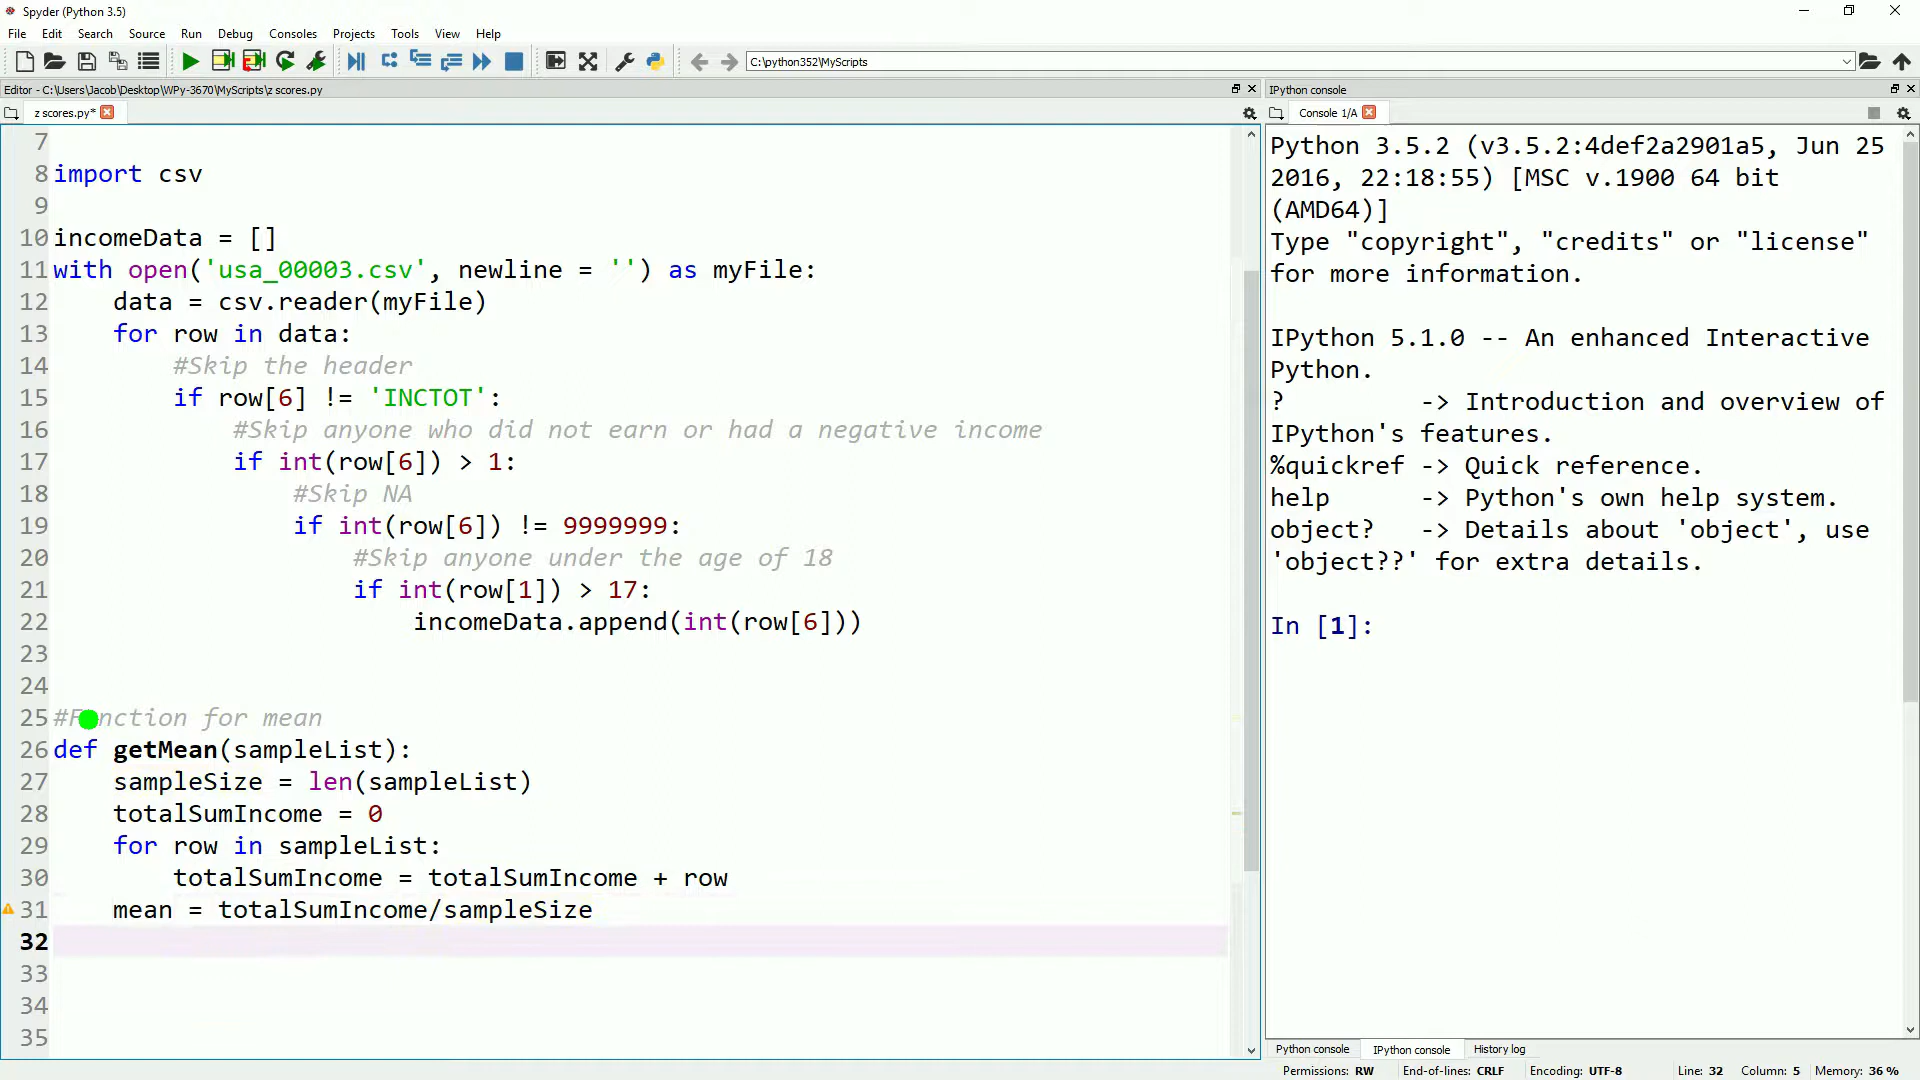 Spyder (Python 3.5)
File Edit Search Source Run Debug Consoles Projects Tools View Help
C:\python352\MyScripts
Editor - C:\Users\Jacob\Desktop\WPy-3670\MyScripts\z scores.py
z scores.py*
7
8 import csv
9
10 incomeData = []
11 with open('usa_00003.csv', newline = '') as myFile:
12     data = csv.reader(myFile)
13     for row in data:
14         #Skip the header
15         if row[6] != 'INCTOT':
16             #Skip anyone who did not earn or had a negative income
17             if int(row[6]) > 1:
18                 #Skip NA
19                 if int(row[6]) != 9999999:
20                     #Skip anyone under the age of 18
21                     if int(row[1]) > 17:
22                         incomeData.append(int(row[6]))
23
24
25 #Function for mean
26 def getMean(sampleList):
27     sampleSize = len(sampleList)
28     totalSumIncome = 0
29     for row in sampleList:
30         totalSumIncome = totalSumIncome + row
31     mean = totalSumIncome/sampleSize
32
33
34
35
IPython console
Console 1/A
Python 3.5.2 (v3.5.2:4def2a2901a5, Jun 25
2016, 22:18:55) [MSC v.1900 64 bit
(AMD64)]
Type "copyright", "credits" or "license"
for more information.
IPython 5.1.0 -- An enhanced Interactive
Python.
?         -> Introduction and overview of
IPython's features.
%quickref -> Quick reference.
help      -> Python's own help system.
object?   -> Details about 'object', use
'object??' for extra details.
In [1]:
Python console IPython console History log
Permissions: RW End-of-lines: CRLF Encoding: UTF-8 Line: 32 Column: 5 Memory: 36 %